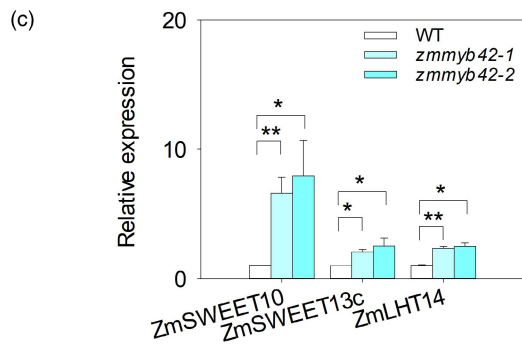 (c)
20
10
0
Relative expression
WT
zmmyb42-1
zmmyb42-2
*
**
*
*
*
**
ZmSWEET10
ZmSWEET13c
ZmLHT14